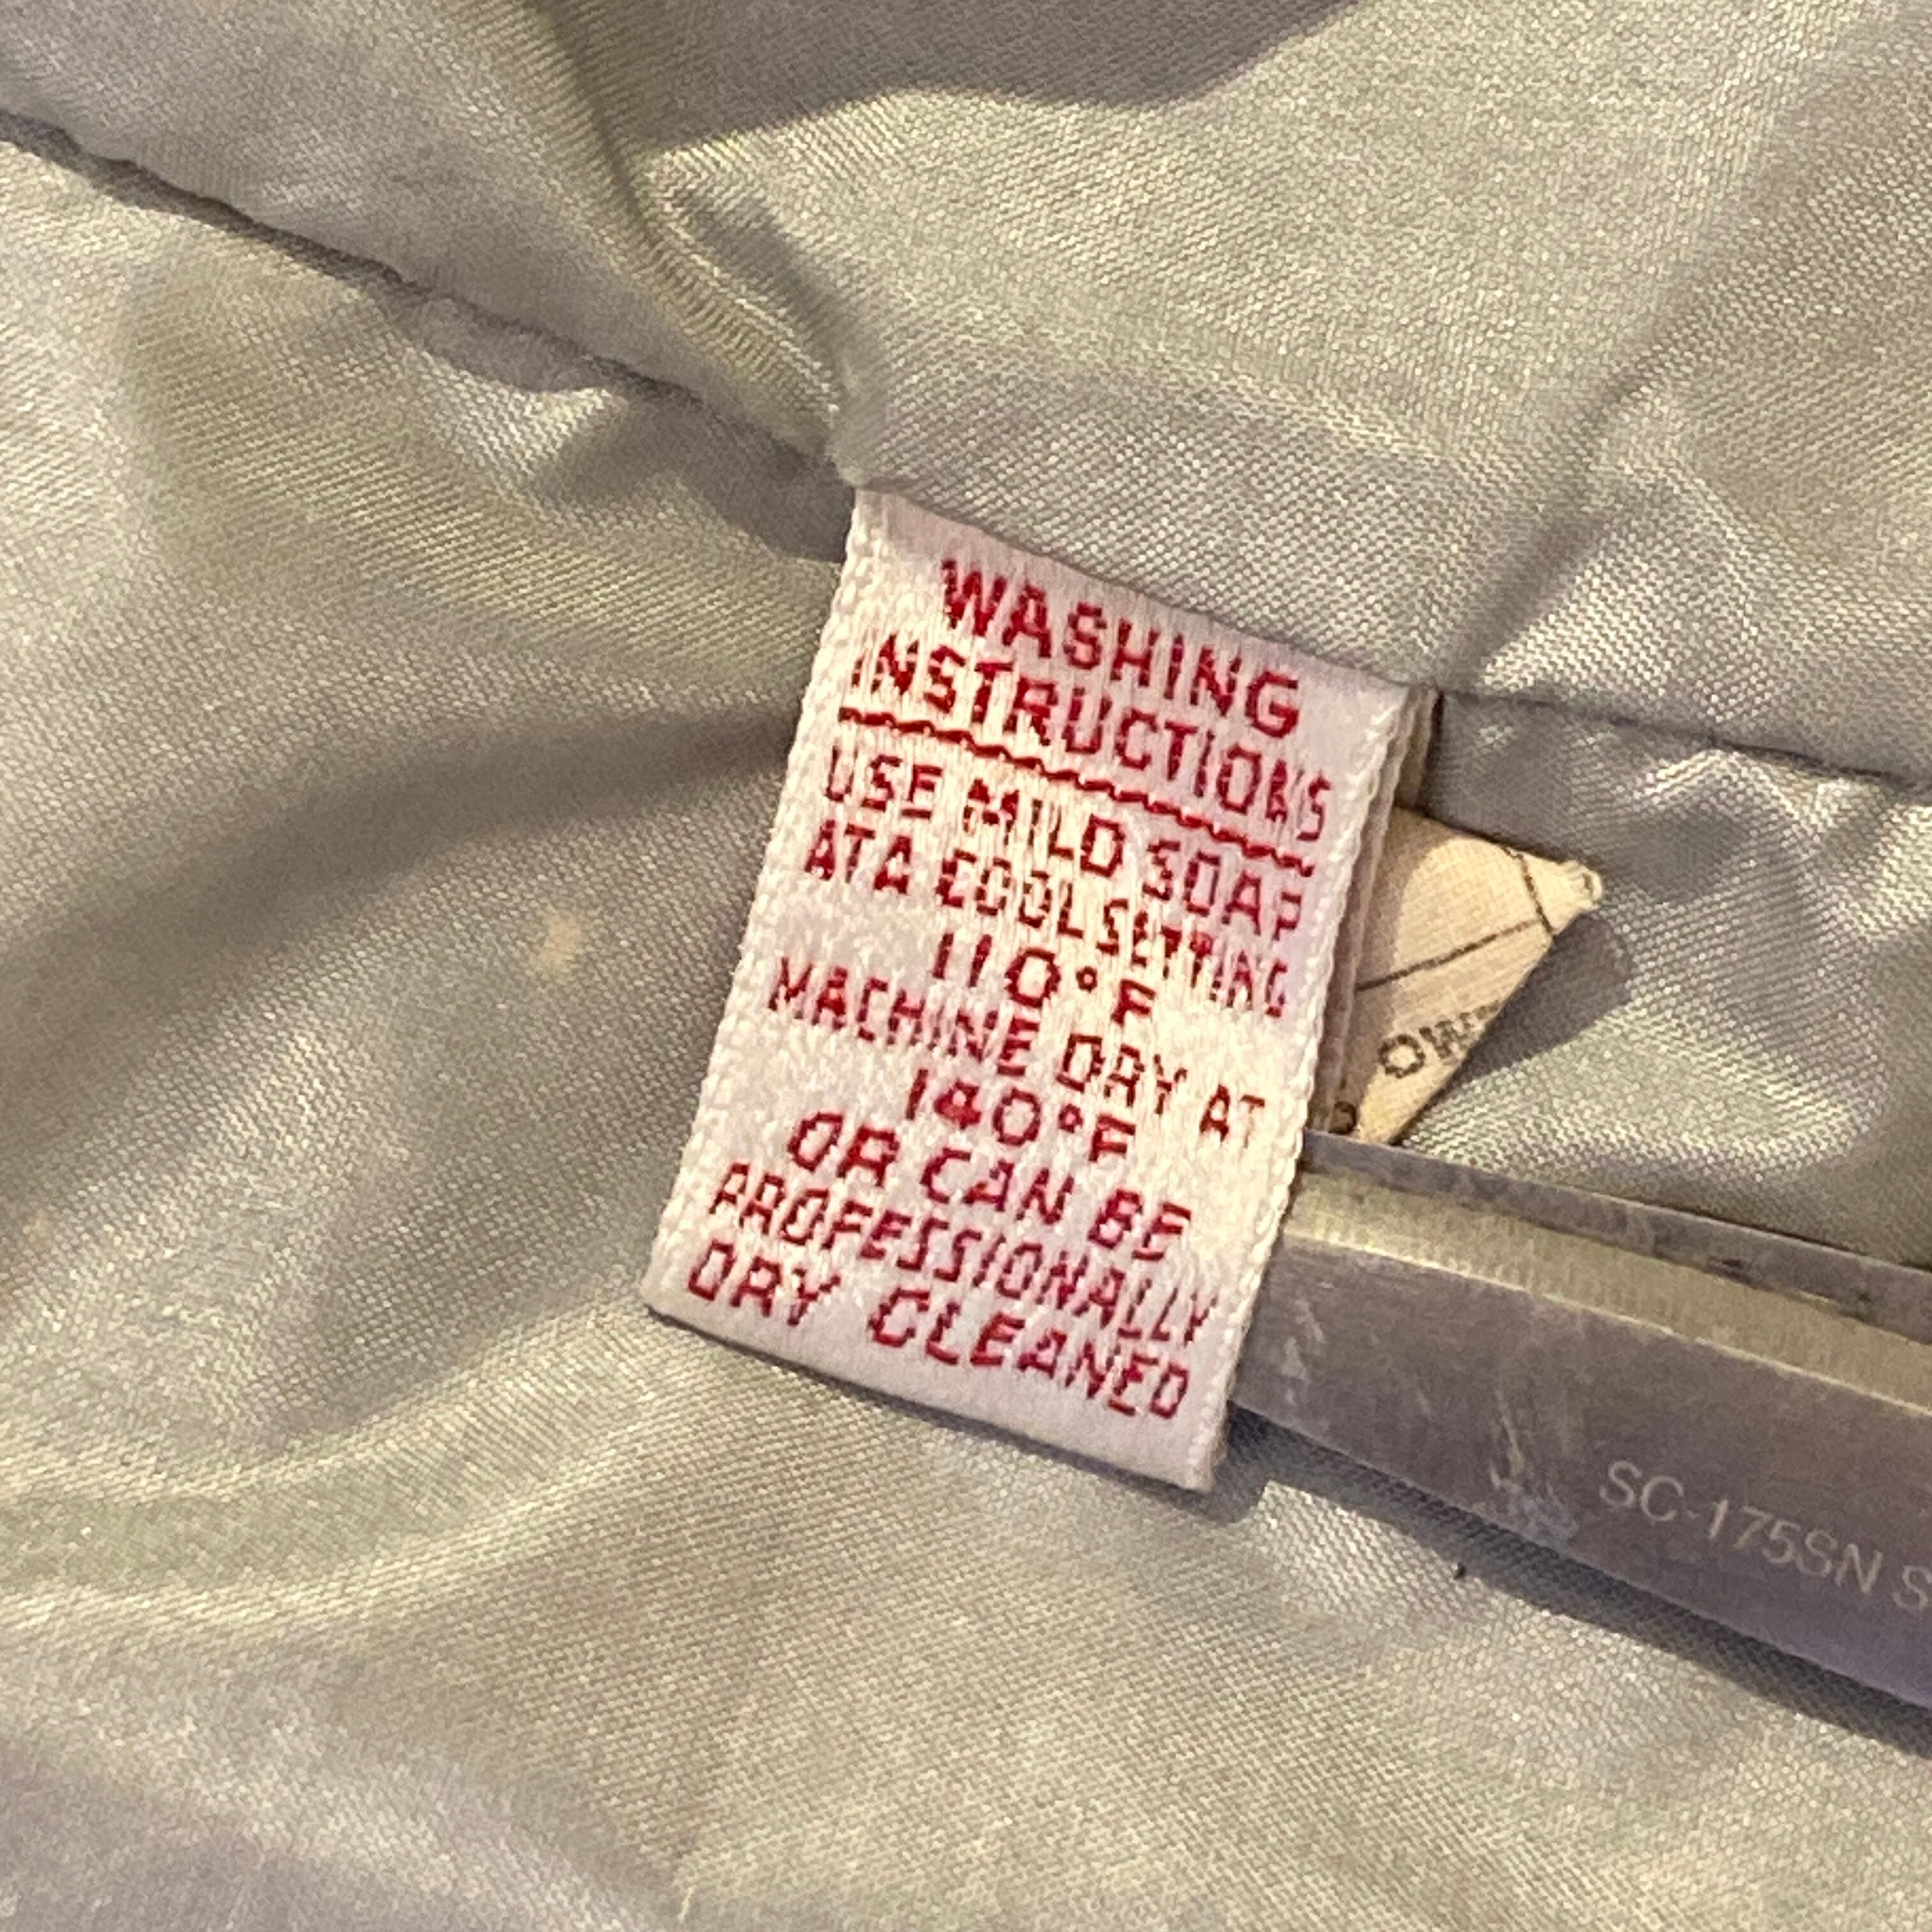 WASHING
INSTRUCTIONS
USE MILD SOAP
AT A COOL SETTING
110°F
MACHINE DRY AT
140°F
OR CAN BE
PROFESSIONALLY
DRY CLEANED
SC-175SN S